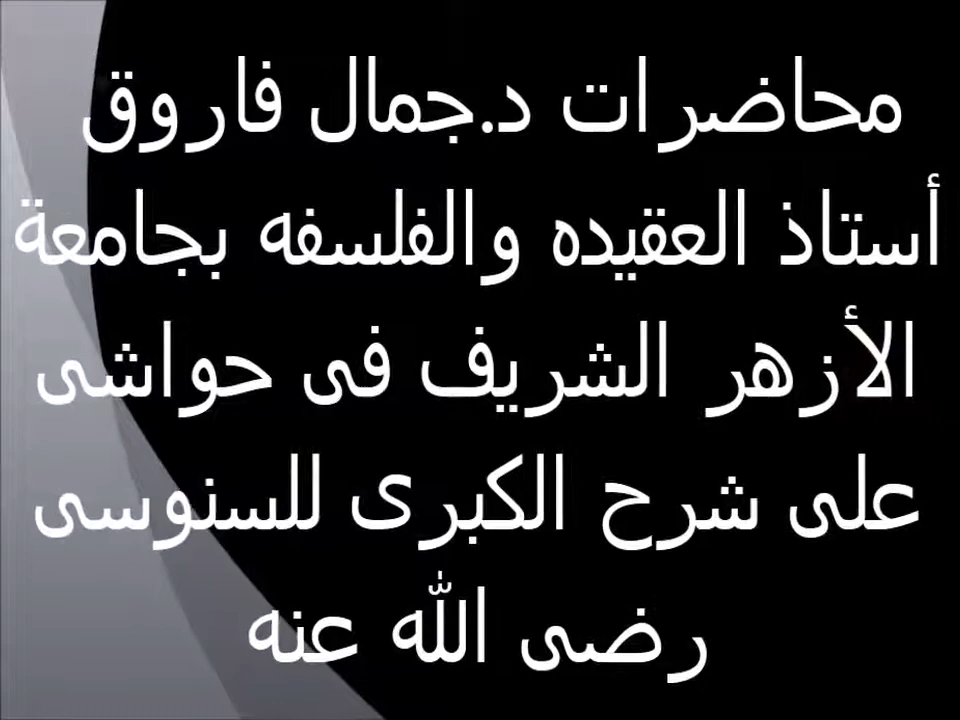 محاضرات د.جمال فاروق
أستاذ العقيده والفلسفه بجامعة
الأزهر الشريف فى حواشى
على شرح الكبرى للسنوسى
رضى الله عنه